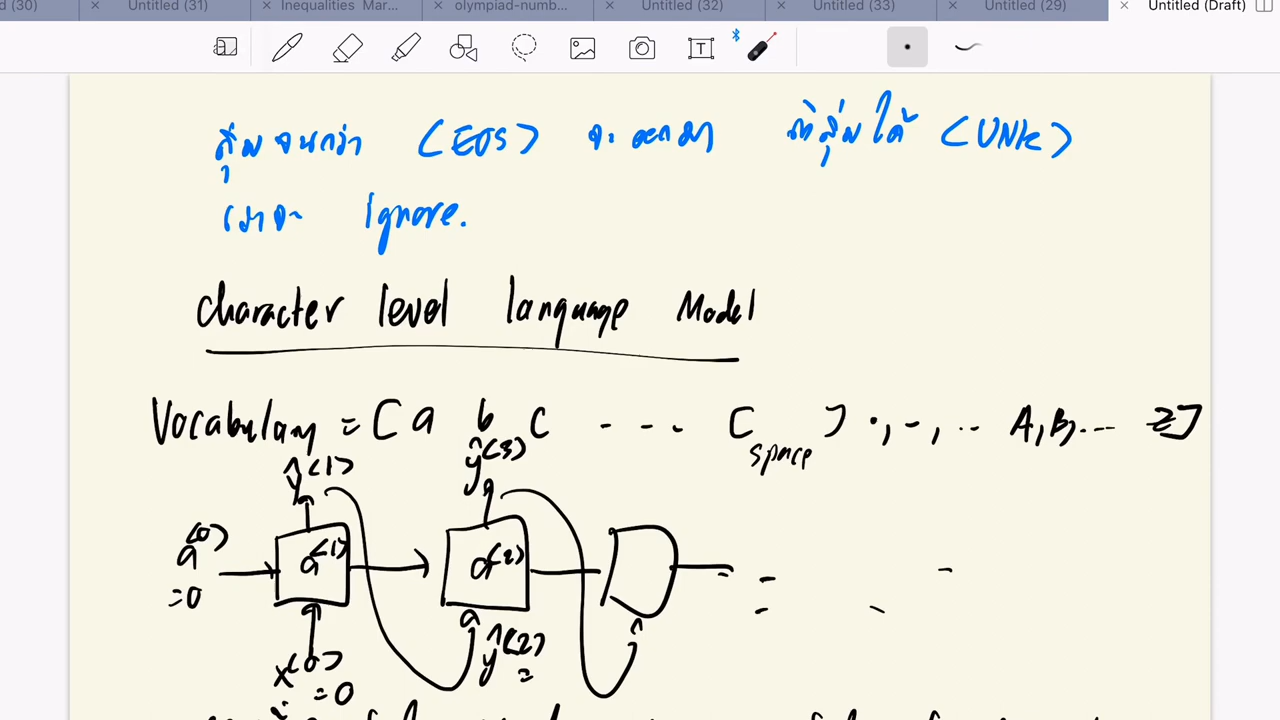 (30) Untitled (31) Inequalities Mar... olympiad-numb... Untitled (32) Untitled (33) Untitled (29) Untitled (Draft)
T
สุ่มจนกว่า <EOS> จะออกมา ถ้าสุ่มได้ <UNK>
เราจะ Ignore.
Character level language Model
Vocabulary = [a b c --- [space] ., -, .. A, B, ... Z]
ŷ<1> ŷ<3>
a<0> a<1> a<2>
=0
ŷ<2>
=
=0